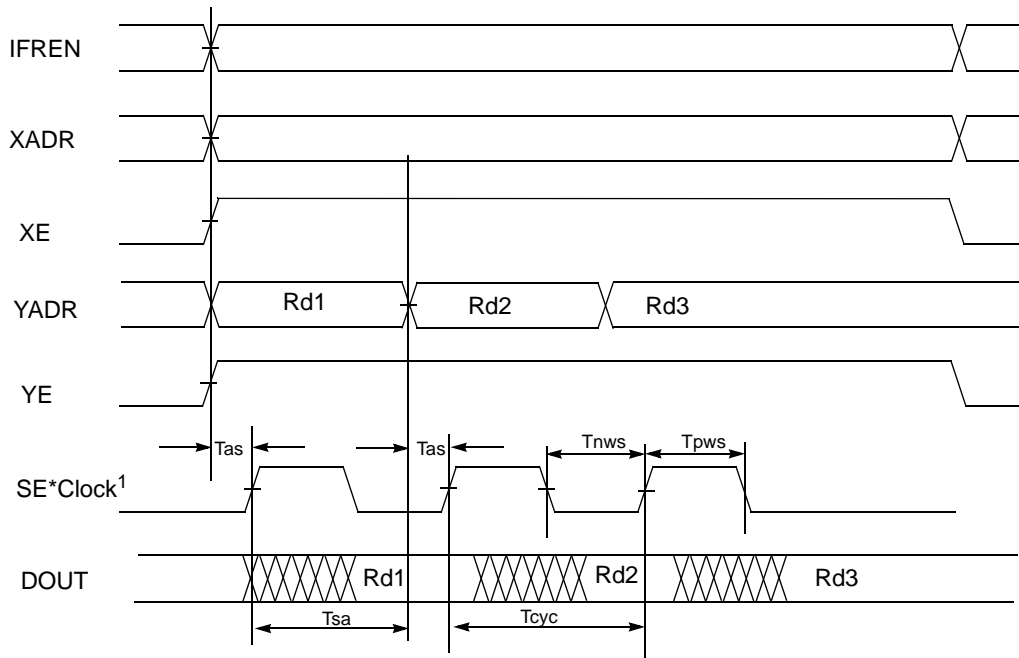 IFREN
XADR
XE
YADR Rd1 Rd2 Rd3
YE
Tas Tas Tnws Tpws
SE*Clock1
DOUT Rd1 Rd2 Rd3
Tsa Tcyc